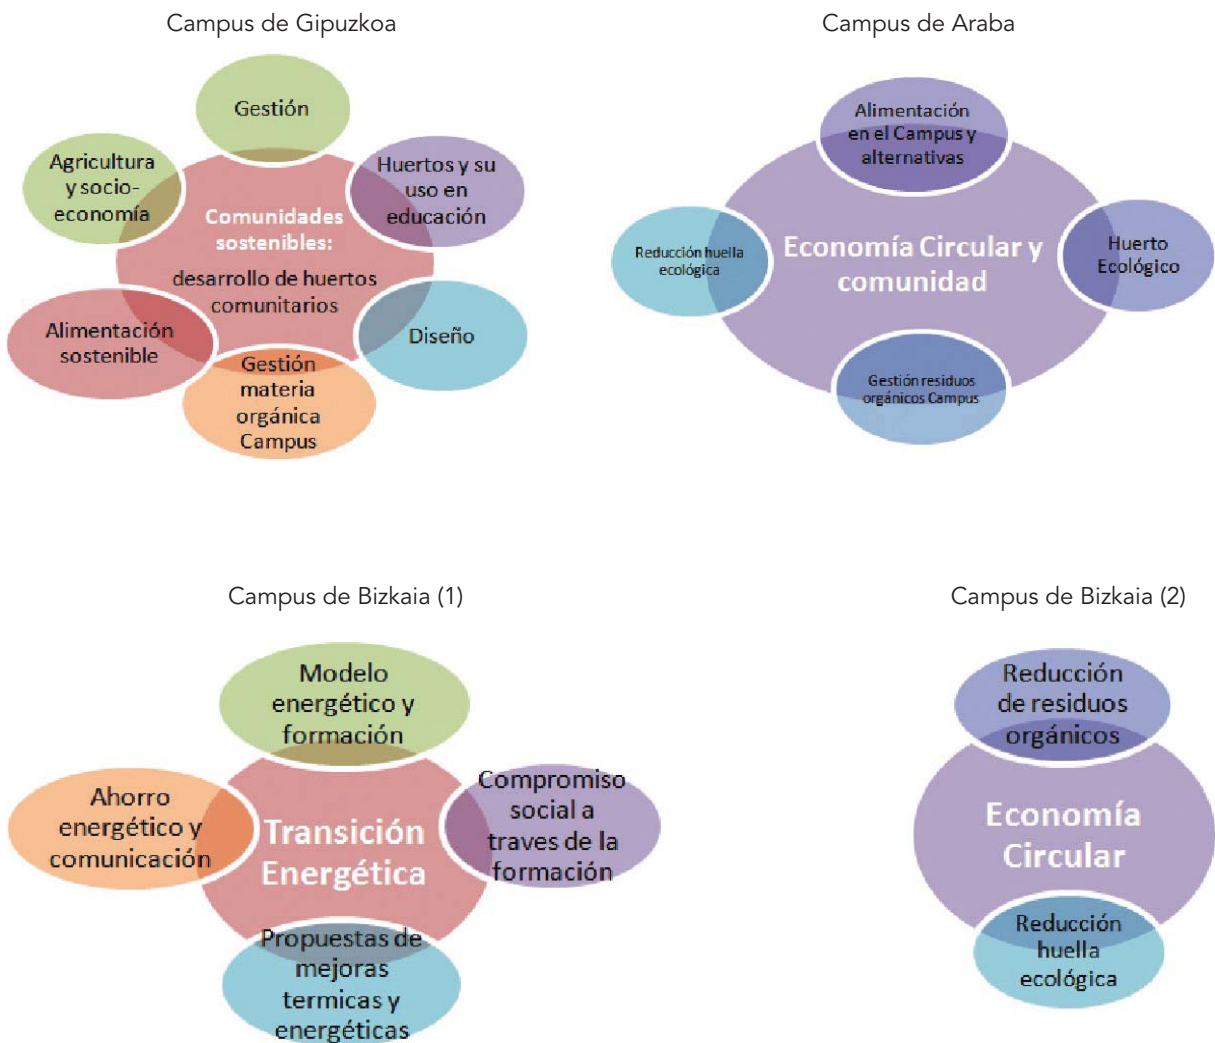 Campus de Gipuzkoa
Gestión
Agricultura
y socio-
economía
Huertos y su
uso en
educación
Comunidades
sostenibles:
desarrollo de huertos
comunitarios
Alimentación
sostenible
Diseño
Gestión
materia
orgánica
Campus
Campus de Araba
Alimentación
en el Campus y
alternativas
Reducción huella
ecológica
Economía Circular y
comunidad
Huerto
Ecológico
Gestión residuos
orgánicos Campus
Campus de Bizkaia (1)
Modelo
energético y
formación
Ahorro
energético y
comunicación
Transición
Energética
Compromiso
social a
traves de la
formación
Propuestas de
mejoras
termicas y
energéticas
Campus de Bizkaia (2)
Reducción
de residuos
orgánicos
Economía
Circular
Reducción
huella
ecológica